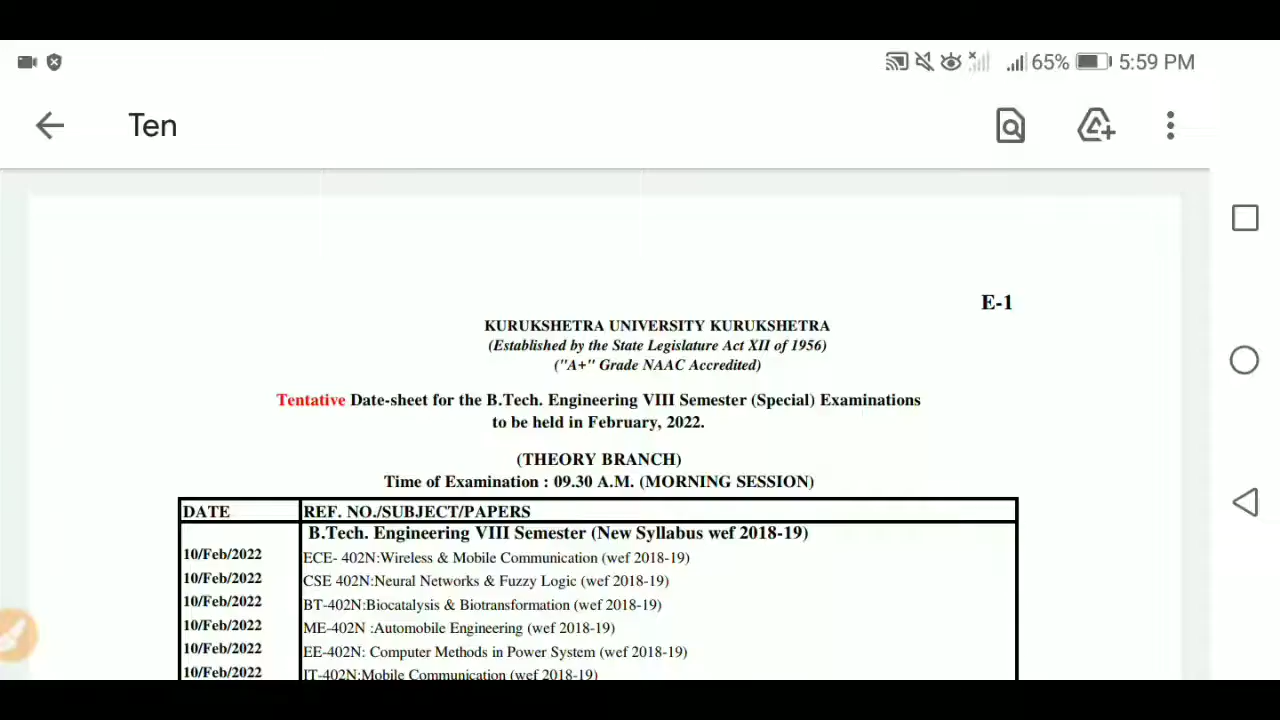 65% 5:59 PM
Ten
E-1
KURUKSHETRA UNIVERSITY KURUKSHETRA
(Established by the State Legislature Act XII of 1956)
("A+" Grade NAAC Accredited)
Tentative Date-sheet for the B.Tech. Engineering VIII Semester (Special) Examinations
to be held in February, 2022.
(THEORY BRANCH)
Time of Examination : 09.30 A.M. (MORNING SESSION)
DATE REF. NO./SUBJECT/PAPERS
B.Tech. Engineering VIII Semester (New Syllabus wef 2018-19)
10/Feb/2022 ECE- 402N:Wireless & Mobile Communication (wef 2018-19)
10/Feb/2022 CSE 402N:Neural Networks & Fuzzy Logic (wef 2018-19)
10/Feb/2022 BT-402N:Biocatalysis & Biotransformation (wef 2018-19)
10/Feb/2022 ME-402N :Automobile Engineering (wef 2018-19)
10/Feb/2022 EE-402N: Computer Methods in Power System (wef 2018-19)
10/Feb/2022 IT-402N:Mobile Communication (wef 2018-19)